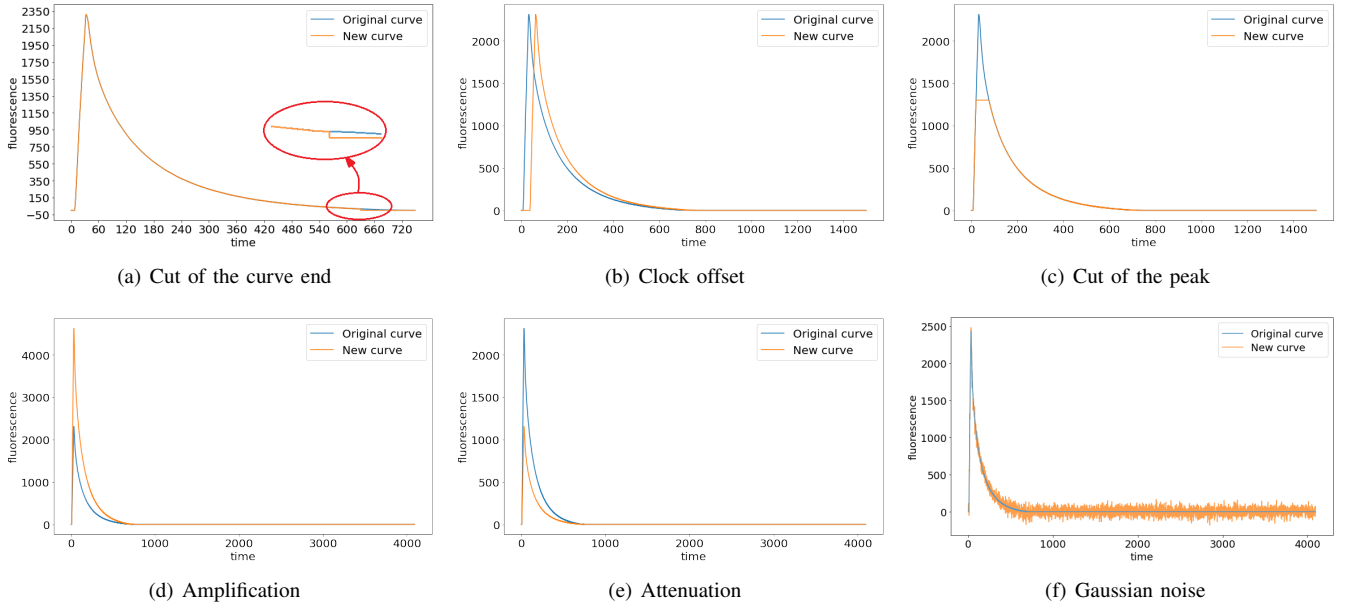 2350
2150
1950
1750
1550
1350
1150
950
750
550
350
150
−50
fluorescence
0 60 120 180 240 300 360 420 480 540 600 660 720
time
Original curve
New curve
(a) Cut of the curve end
2000
1500
1000
500
0
fluorescence
0 200 400 600 800 1000 1200 1400
time
Original curve
New curve
(b) Clock offset
2000
1500
1000
500
0
fluorescence
0 200 400 600 800 1000 1200 1400
time
Original curve
New curve
(c) Cut of the peak
4000
3000
2000
1000
0
fluorescence
0 1000 2000 3000 4000
time
Original curve
New curve
(d) Amplification
2000
1500
1000
500
0
fluorescence
0 1000 2000 3000 4000
time
Original curve
New curve
(e) Attenuation
2500
2000
1500
1000
500
0
fluorescence
0 1000 2000 3000 4000
time
Original curve
New curve
(f) Gaussian noise